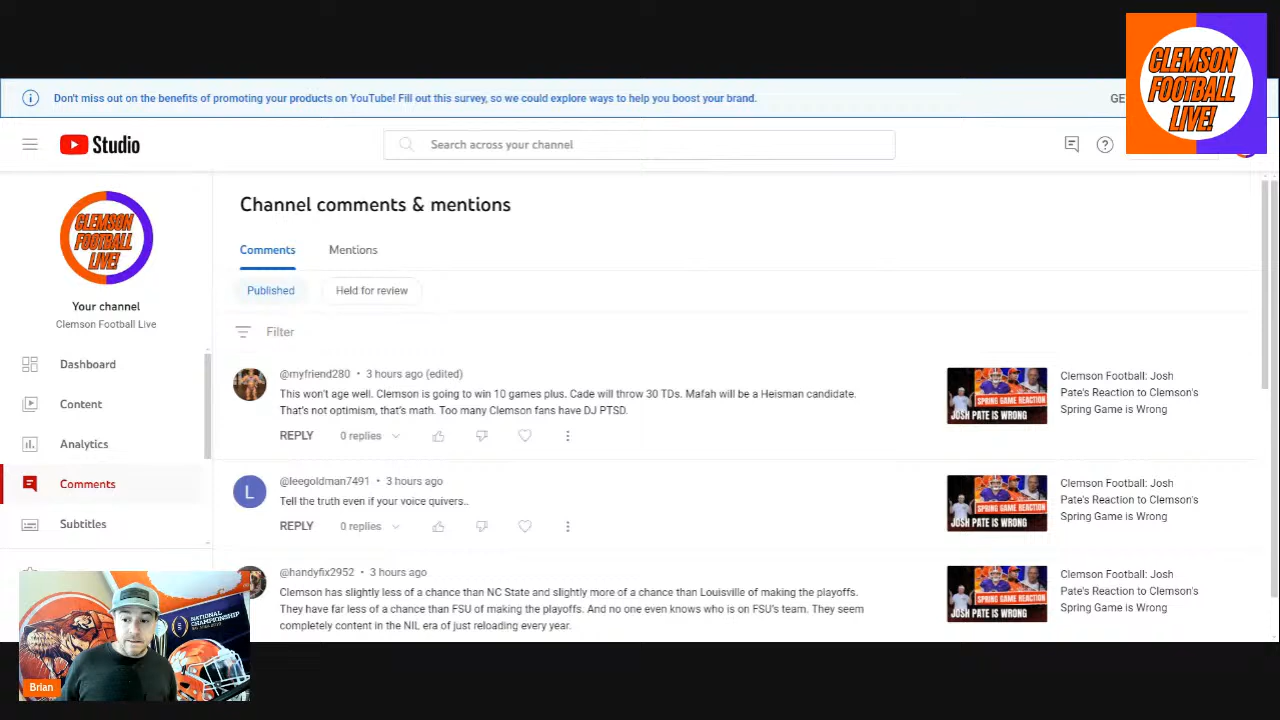 CLEMSON
FOOTBALL
LIVE!
Don't miss out on the benefits of promoting your products on YouTube! Fill out this survey, so we could explore ways to help you boost your brand.
GE
Studio
Search across your channel
CLEMSON
FOOTBALL
LIVE!
Your channel
Clemson Football Live
Dashboard
Content
Analytics
Comments
Subtitles
Channel comments & mentions
Comments
Mentions
Published
Held for review
Filter
@myfriend280 • 3 hours ago (edited)
This won't age well. Clemson is going to win 10 games plus. Cade will throw 30 TDs. Mafah will be a Heisman candidate.
That's not optimism, that's math. Too many Clemson fans have DJ PTSD.
REPLY
0 replies
SPRING GAME REACTION
JOSH PATE IS WRONG
Clemson Football: Josh
Pate's Reaction to Clemson's
Spring Game is Wrong
L
@leegoldman7491 • 3 hours ago
Tell the truth even if your voice quivers..
REPLY
0 replies
SPRING GAME REACTION
JOSH PATE IS WRONG
Clemson Football: Josh
Pate's Reaction to Clemson's
Spring Game is Wrong
@handyfix2952 • 3 hours ago
Clemson has slightly less of a chance than NC State and slightly more of a chance than Louisville of making the playoffs.
They have far less of a chance than FSU of making the playoffs. And no one even knows who is on FSU's team. They seem
completely content in the NIL era of just reloading every year.
SPRING GAME REACTION
JOSH PATE IS WRONG
Clemson Football: Josh
Pate's Reaction to Clemson's
Spring Game is Wrong
NATIONAL
CHAMPIONSHIP
Brian